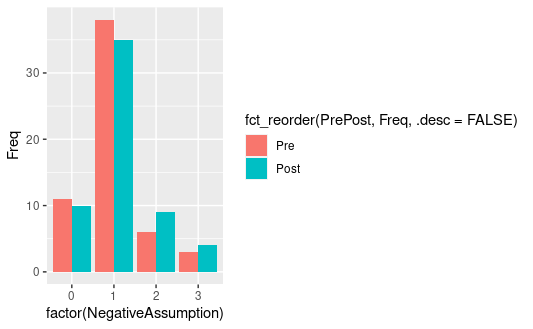 Freq
30
20
10
0
0 1 2 3
factor(NegativeAssumption)
fct_reorder(PrePost, Freq, .desc = FALSE)
Pre
Post